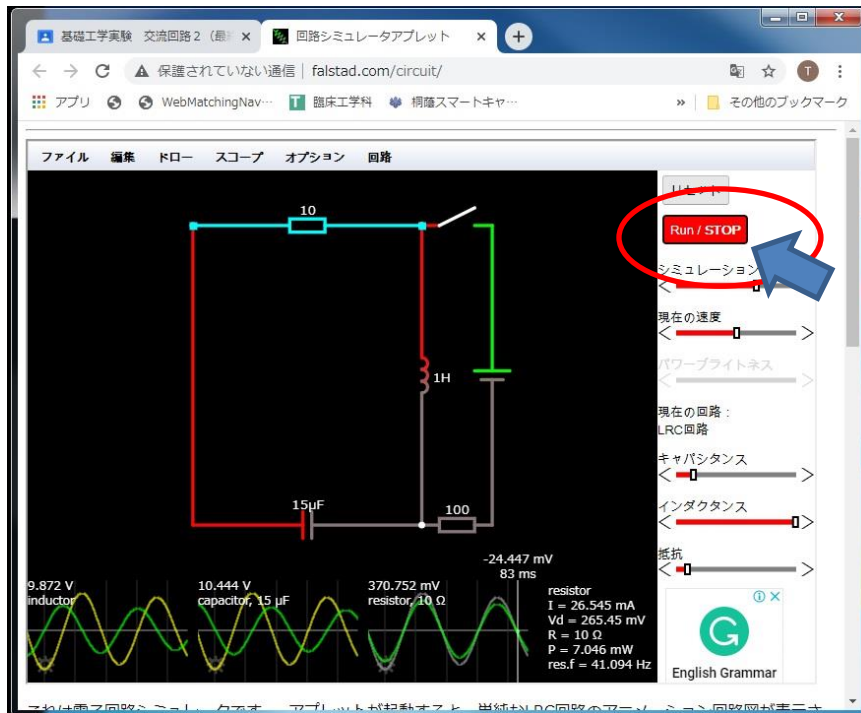 基礎工学実験 交流回路２（最
回路シミュレータアプレット
保護されていない通信 | falstad.com/circuit/
T
アプリ
WebMatchingNav…
T 臨床工学科
桐蔭スマートキャ…
»
その他のブックマーク
ファイル 編集 ドロー スコープ オプション 回路
リセット
Run / STOP
シミュレーション
現在の速度
パワーブライトネス
現在の回路:
LRC回路
キャパシタンス
インダクタンス
抵抗
10
1H
15μF
100
-24.447 mV
83 ms
9.872 V
inductor
10.444 V
capacitor, 15 μF
370.752 mV
resistor, 10 Ω
resistor
I = 26.545 mA
Vd = 265.45 mV
R = 10 Ω
P = 7.046 mW
res.f = 41.094 Hz
English Grammar